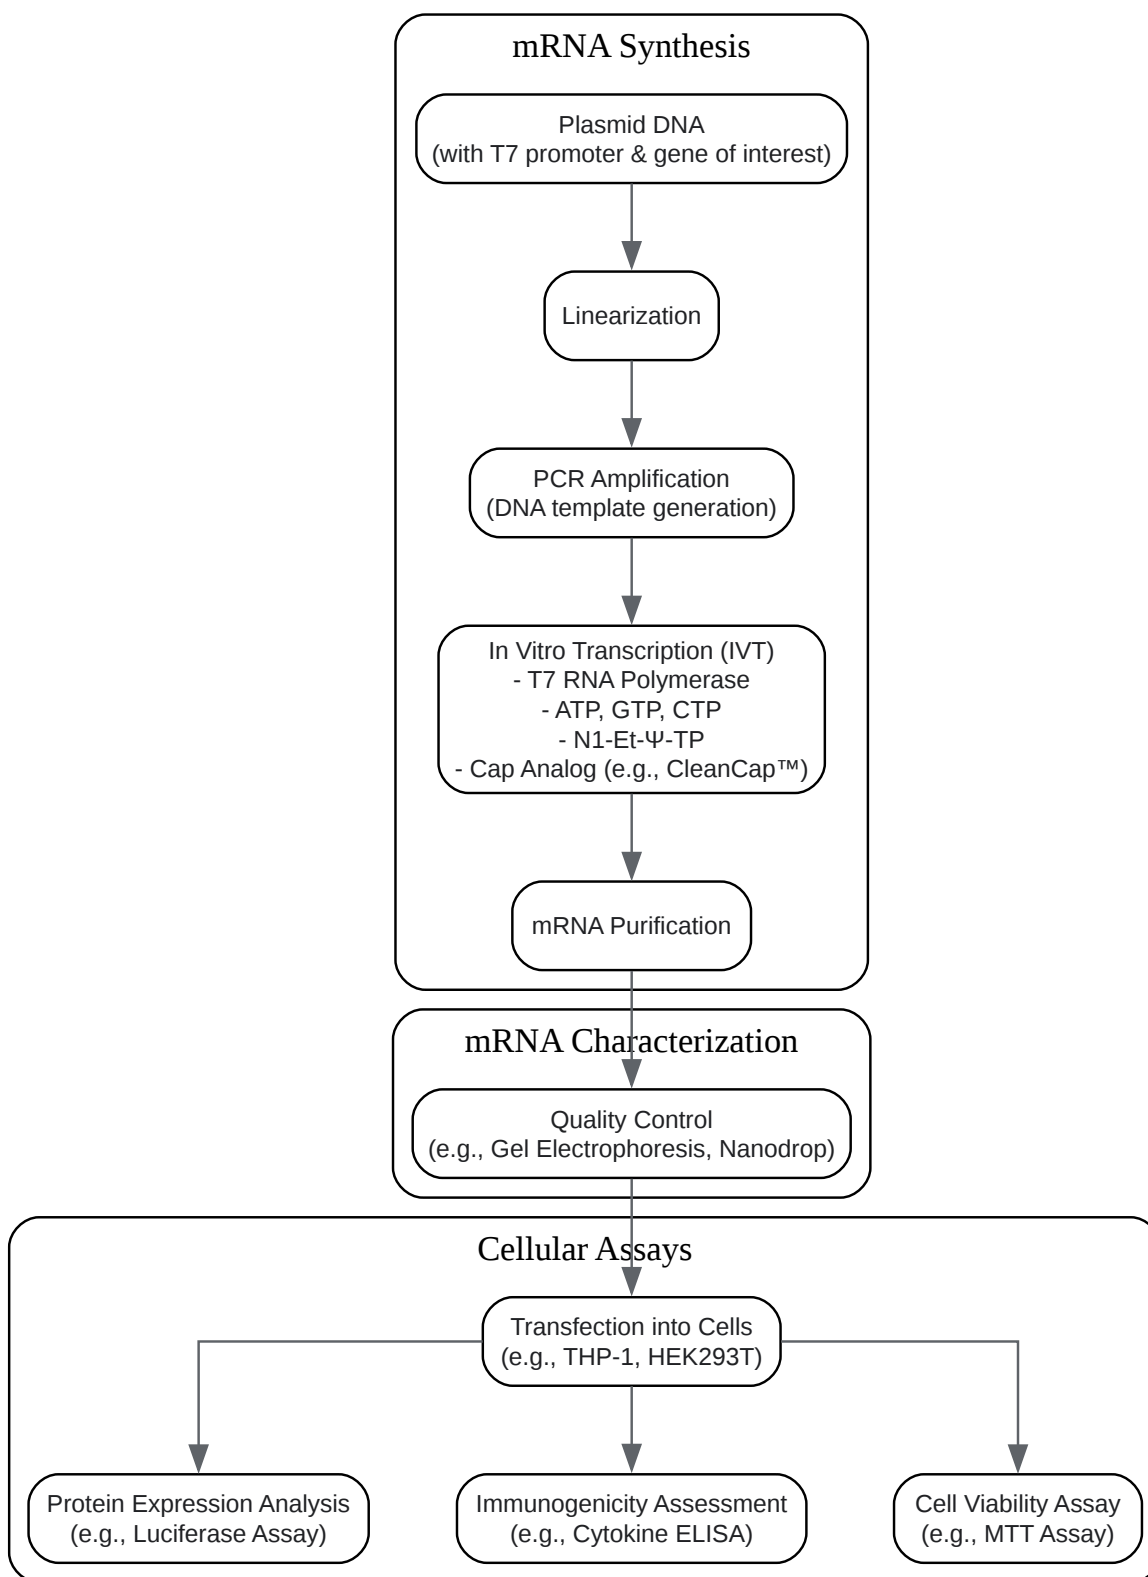 mRNA Synthesis
Plasmid DNA
(with T7 promoter & gene of interest)
Linearization
PCR Amplification
(DNA template generation)
In Vitro Transcription (IVT)
- T7 RNA Polymerase
- ATP, GTP, CTP
- N1-Et-Ψ-TP
- Cap Analog (e.g., CleanCap™)
mRNA Purification
mRNA Characterization
Quality Control
(e.g., Gel Electrophoresis, Nanodrop)
Cellular Assays
Transfection into Cells
(e.g., THP-1, HEK293T)
Protein Expression Analysis
(e.g., Luciferase Assay)
Immunogenicity Assessment
(e.g., Cytokine ELISA)
Cell Viability Assay
(e.g., MTT Assay)